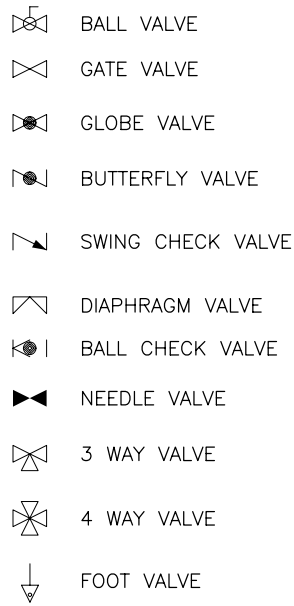 BALL VALVE
GATE VALVE
GLOBE VALVE
BUTTERFLY VALVE
SWING CHECK VALVE
DIAPHRAGM VALVE
BALL CHECK VALVE
NEEDLE VALVE
3 WAY VALVE
4 WAY VALVE
FOOT VALVE